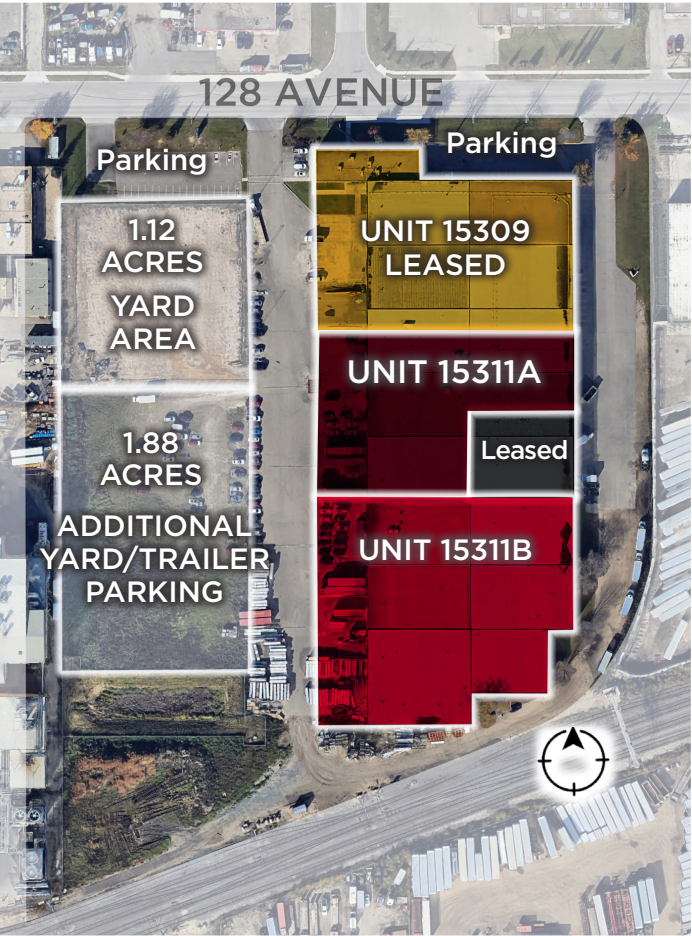 128 AVENUE
Parking
Parking
1.12
ACRES
YARD
AREA
UNIT 15309
LEASED
UNIT 15311A
Leased
1.88
ACRES
ADDITIONAL
YARD/TRAILER
PARKING
UNIT 15311B